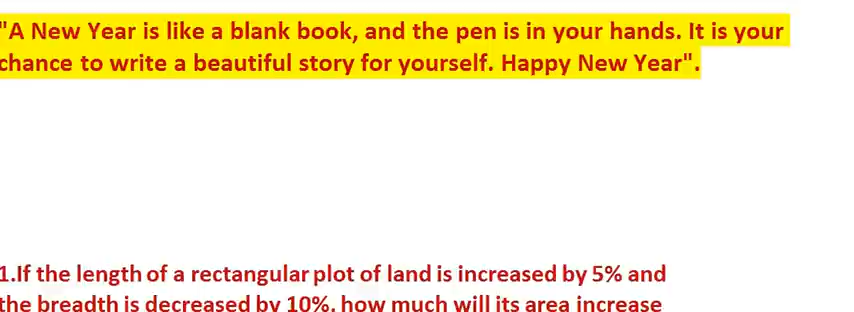 "A New Year is like a blank book, and the pen is in your hands. It is your
chance to write a beautiful story for yourself. Happy New Year".
1.If the length of a rectangular plot of land is increased by 5% and
the breadth is decreased by 10%, how much will its area increase